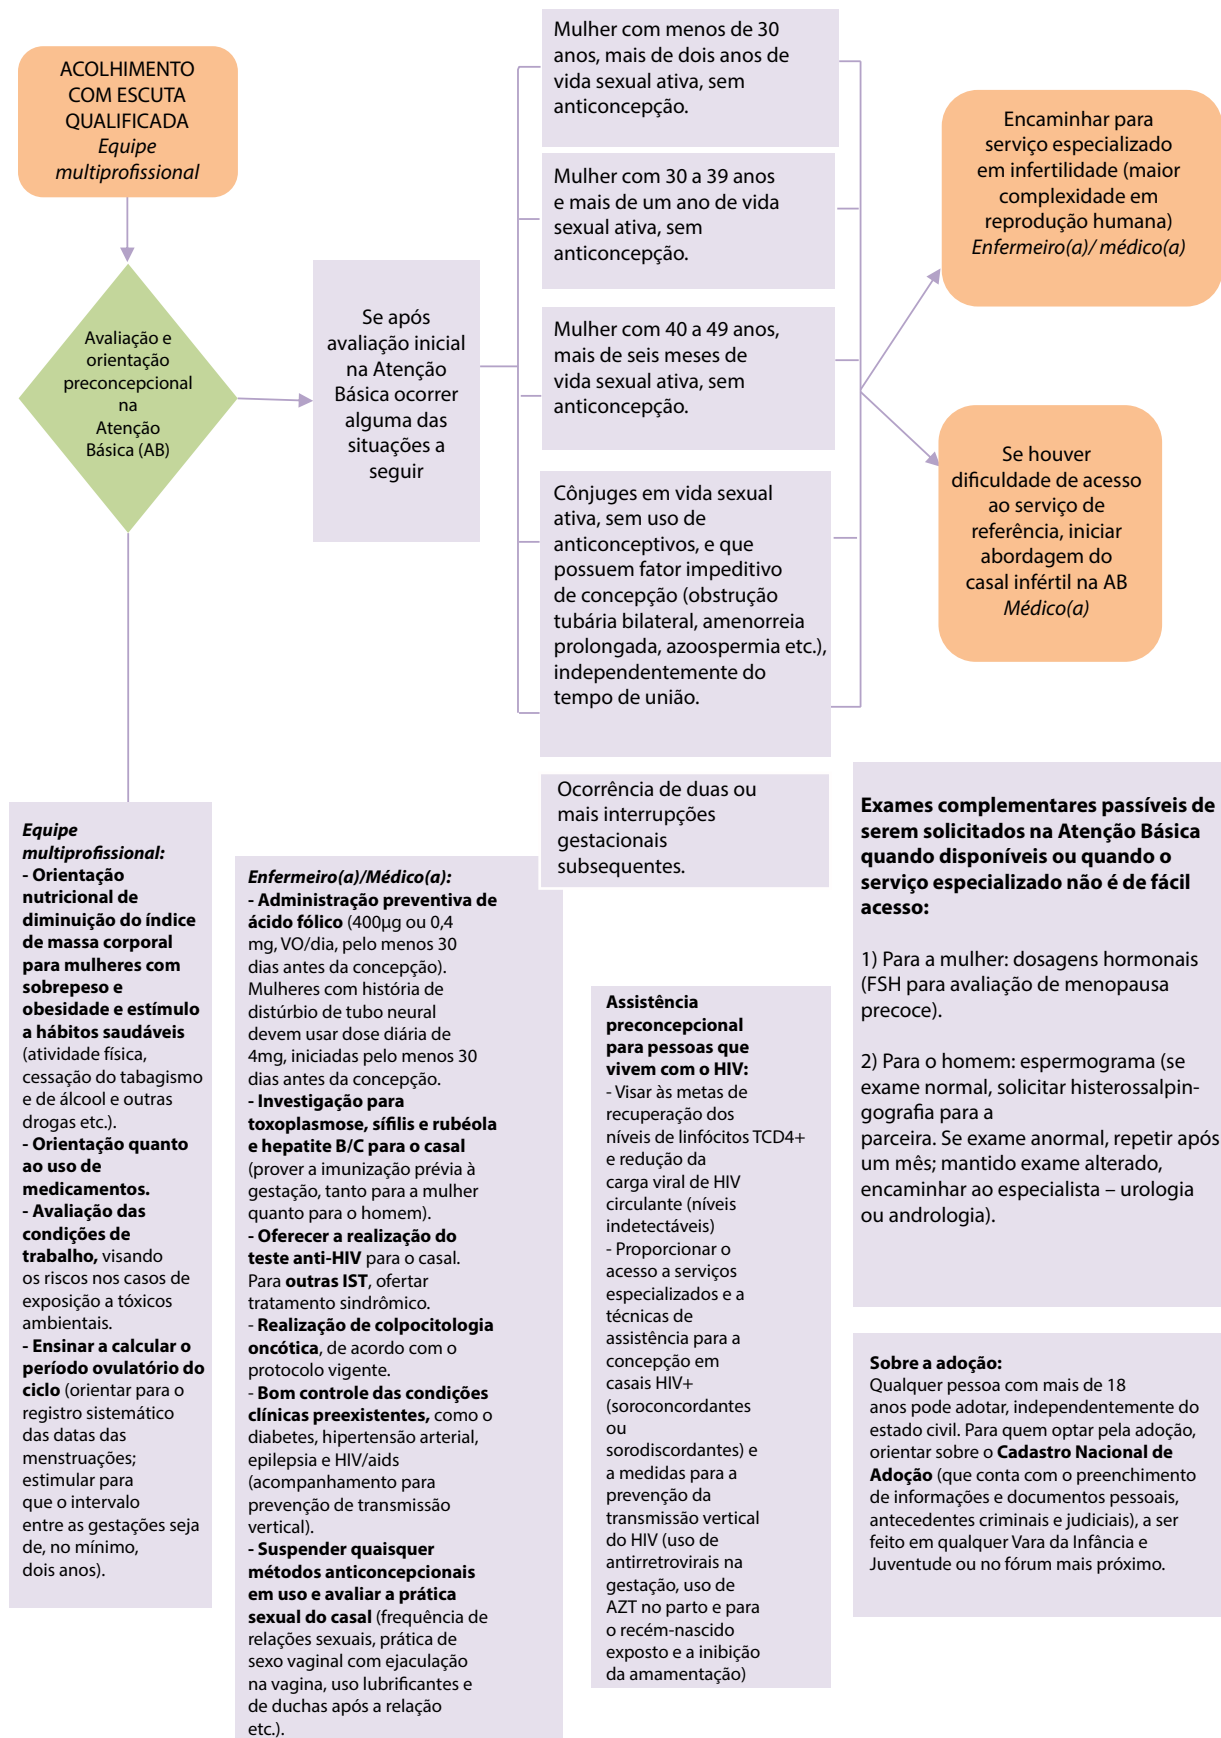 ACOLHIMENTO
COM ESCUTA
QUALIFICADA
Equipe
multiprofissional
Avaliação e
orientação
preconcepcional
na
Atenção
Básica (AB)
Se após
avaliação inicial
na Atenção
Básica ocorrer
alguma das
situações a
seguir
Mulher com menos de 30
anos, mais de dois anos de
vida sexual ativa, sem
anticoncepção.
Mulher com 30 a 39 anos
e mais de um ano de vida
sexual ativa, sem
anticoncepção.
Mulher com 40 a 49 anos,
mais de seis meses de
vida sexual ativa, sem
anticoncepção.
Cônjuges em vida sexual
ativa, sem uso de
anticonceptivos, e que
possuem fator impeditivo
de concepção (obstrução
tubária bilateral, amenorreia
prolongada, azoospermia etc.),
independentemente do
tempo de união.
Ocorrência de duas ou
mais interrupções
gestacionais
subsequentes.
Encaminhar para
serviço especializado
em infertilidade (maior
complexidade em
reprodução humana)
Enfermeiro(a)/ médico(a)
Se houver
dificuldade de acesso
ao serviço de
referência, iniciar
abordagem do
casal infértil na AB
Médico(a)
Equipe
multiprofissional:
- Orientação
nutricional de
diminuição do índice
de massa corporal
para mulheres com
sobrepeso e
obesidade e estímulo
a hábitos saudáveis
(atividade física,
cessação do tabagismo
e de álcool e outras
drogas etc.).
- Orientação quanto
ao uso de
medicamentos.
- Avaliação das
condições de
trabalho, visando
os riscos nos casos de
exposição a tóxicos
ambientais.
- Ensinar a calcular o
período ovulatório do
ciclo (orientar para o
registro sistemático
das datas das
menstruações;
estimular para
que o intervalo
entre as gestações seja
de, no mínimo,
dois anos).
Enfermeiro(a)/Médico(a):
- Administração preventiva de
ácido fólico (400µg ou 0,4
mg, VO/dia, pelo menos 30
dias antes da concepção).
Mulheres com história de
distúrbio de tubo neural
devem usar dose diária de
4mg, iniciadas pelo menos 30
dias antes da concepção.
- Investigação para
toxoplasmose, sífilis e rubéola
e hepatite B/C para o casal
(prover a imunização prévia à
gestação, tanto para a mulher
quanto para o homem).
- Oferecer a realização do
teste anti-HIV para o casal.
Para outras IST, ofertar
tratamento sindrômico.
- Realização de colpocitologia
oncótica, de acordo com o
protocolo vigente.
- Bom controle das condições
clínicas preexistentes, como o
diabetes, hipertensão arterial,
epilepsia e HIV/aids
(acompanhamento para
prevenção de transmissão
vertical).
- Suspender quaisquer
métodos anticoncepcionais
em uso e avaliar a prática
sexual do casal (frequência de
relações sexuais, prática de
sexo vaginal com ejaculação
na vagina, uso lubrificantes e
de duchas após a relação
etc.).
Assistência
preconcepcional
para pessoas que
vivem com o HIV:
- Visar às metas de
recuperação dos
níveis de linfócitos TCD4+
e redução da
carga viral de HIV
circulante (níveis
indetectáveis)
- Proporcionar o
acesso a serviços
especializados e a
técnicas de
assistência para a
concepção em
casais HIV+
(soroconcordantes
ou
sorodiscordantes) e
a medidas para a
prevenção da
transmissão vertical
do HIV (uso de
antirretrovirais na
gestação, uso de
AZT no parto e para
o recém-nascido
exposto e a inibição
da amamentação)
Exames complementares passíveis de
serem solicitados na Atenção Básica
quando disponíveis ou quando o
serviço especializado não é de fácil
acesso:
1) Para a mulher: dosagens hormonais
(FSH para avaliação de menopausa
precoce).
2) Para o homem: espermograma (se
exame normal, solicitar histerossalpin-
gografia para a
parceira. Se exame anormal, repetir após
um mês; mantido exame alterado,
encaminhar ao especialista – urologia
ou andrologia).
Sobre a adoção:
Qualquer pessoa com mais de 18
anos pode adotar, independentemente do
estado civil. Para quem optar pela adoção,
orientar sobre o Cadastro Nacional de
Adoção (que conta com o preenchimento
de informações e documentos pessoais,
antecedentes criminais e judiciais), a ser
feito em qualquer Vara da Infância e
Juventude ou no fórum mais próximo.